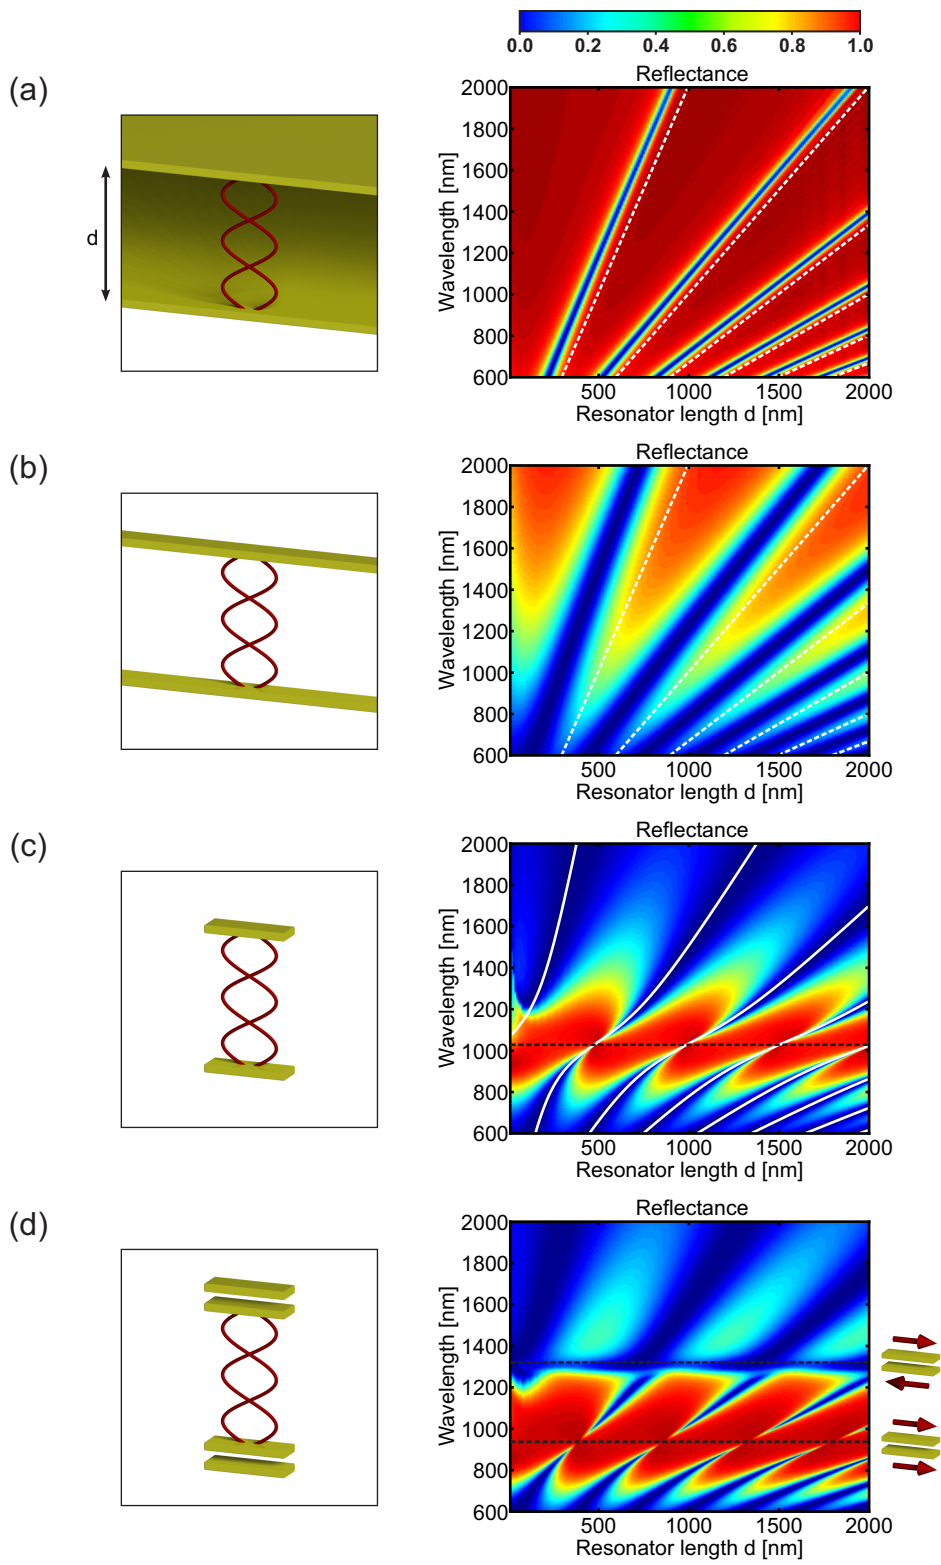 0.0 0.2 0.4 0.6 0.8 1.0
(a)
Reflectance
d
Wavelength [nm]
2000
1800
1600
1400
1200
1000
800
600
500 1000 1500 2000
Resonator length d [nm]
(b)
Reflectance
Wavelength [nm]
2000
1800
1600
1400
1200
1000
800
600
500 1000 1500 2000
Resonator length d [nm]
(c)
Reflectance
Wavelength [nm]
2000
1800
1600
1400
1200
1000
800
600
500 1000 1500 2000
Resonator length d [nm]
(d)
Reflectance
Wavelength [nm]
2000
1800
1600
1400
1200
1000
800
600
500 1000 1500 2000
Resonator length d [nm]